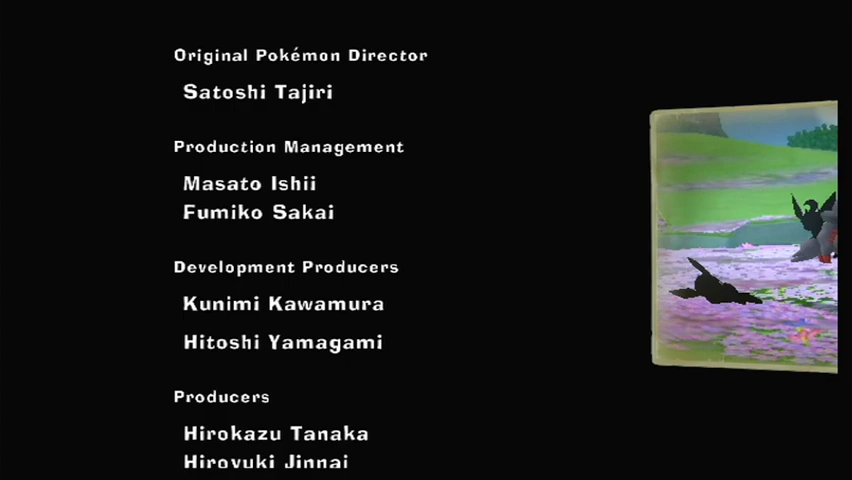 Original Pokémon Director
Satoshi Tajiri
Production Management
Masato Ishii
Fumiko Sakai
Development Producers
Kunimi Kawamura
Hitoshi Yamagami
Producers
Hirokazu Tanaka
Hiroyuki Jinnai